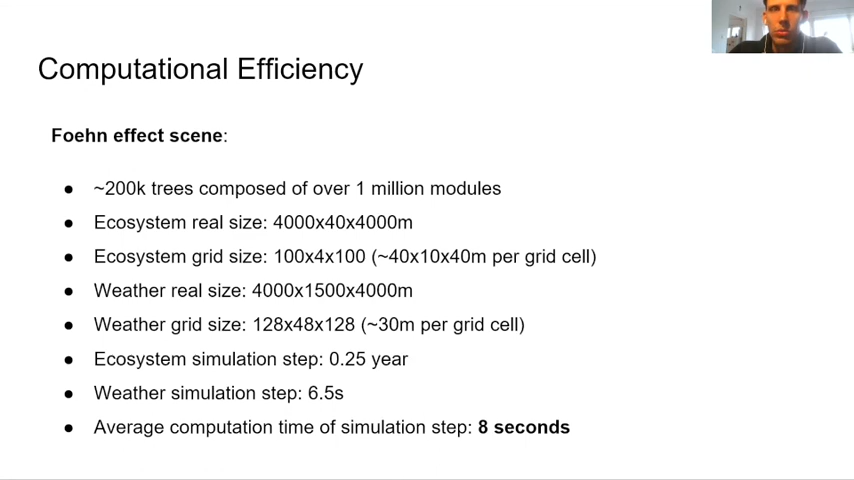 Computational Efficiency
Foehn effect scene:
● ~200k trees composed of over 1 million modules
● Ecosystem real size: 4000x40x4000m
● Ecosystem grid size: 100x4x100 (~40x10x40m per grid cell)
● Weather real size: 4000x1500x4000m
● Weather grid size: 128x48x128 (~30m per grid cell)
● Ecosystem simulation step: 0.25 year
● Weather simulation step: 6.5s
● Average computation time of simulation step: 8 seconds